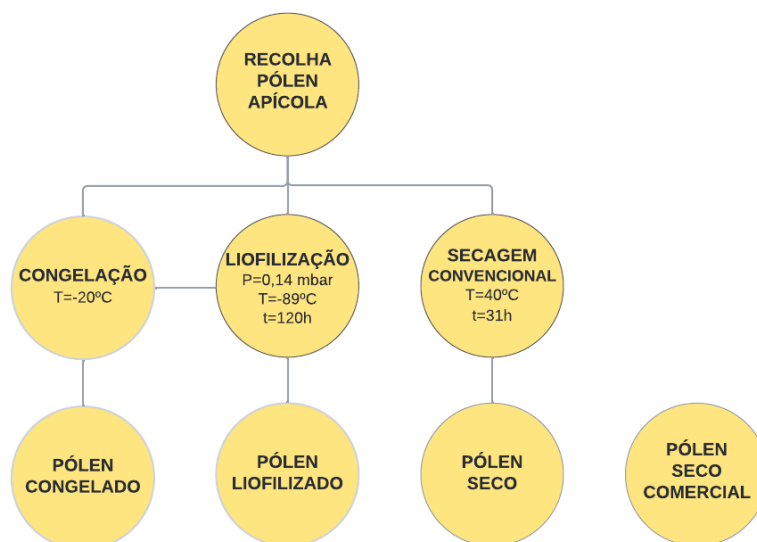 RECOLHA
PÓLEN
APÍCOLA
CONGELAÇÃO
T=-20ºC
LIOFILIZAÇÃO
P=0,14 mbar
T=-89ºC
t=120h
SECAGEM
CONVENCIONAL
T=40ºC
t=31h
PÓLEN
CONGELADO
PÓLEN
LIOFILIZADO
PÓLEN
SECO
PÓLEN
SECO
COMERCIAL